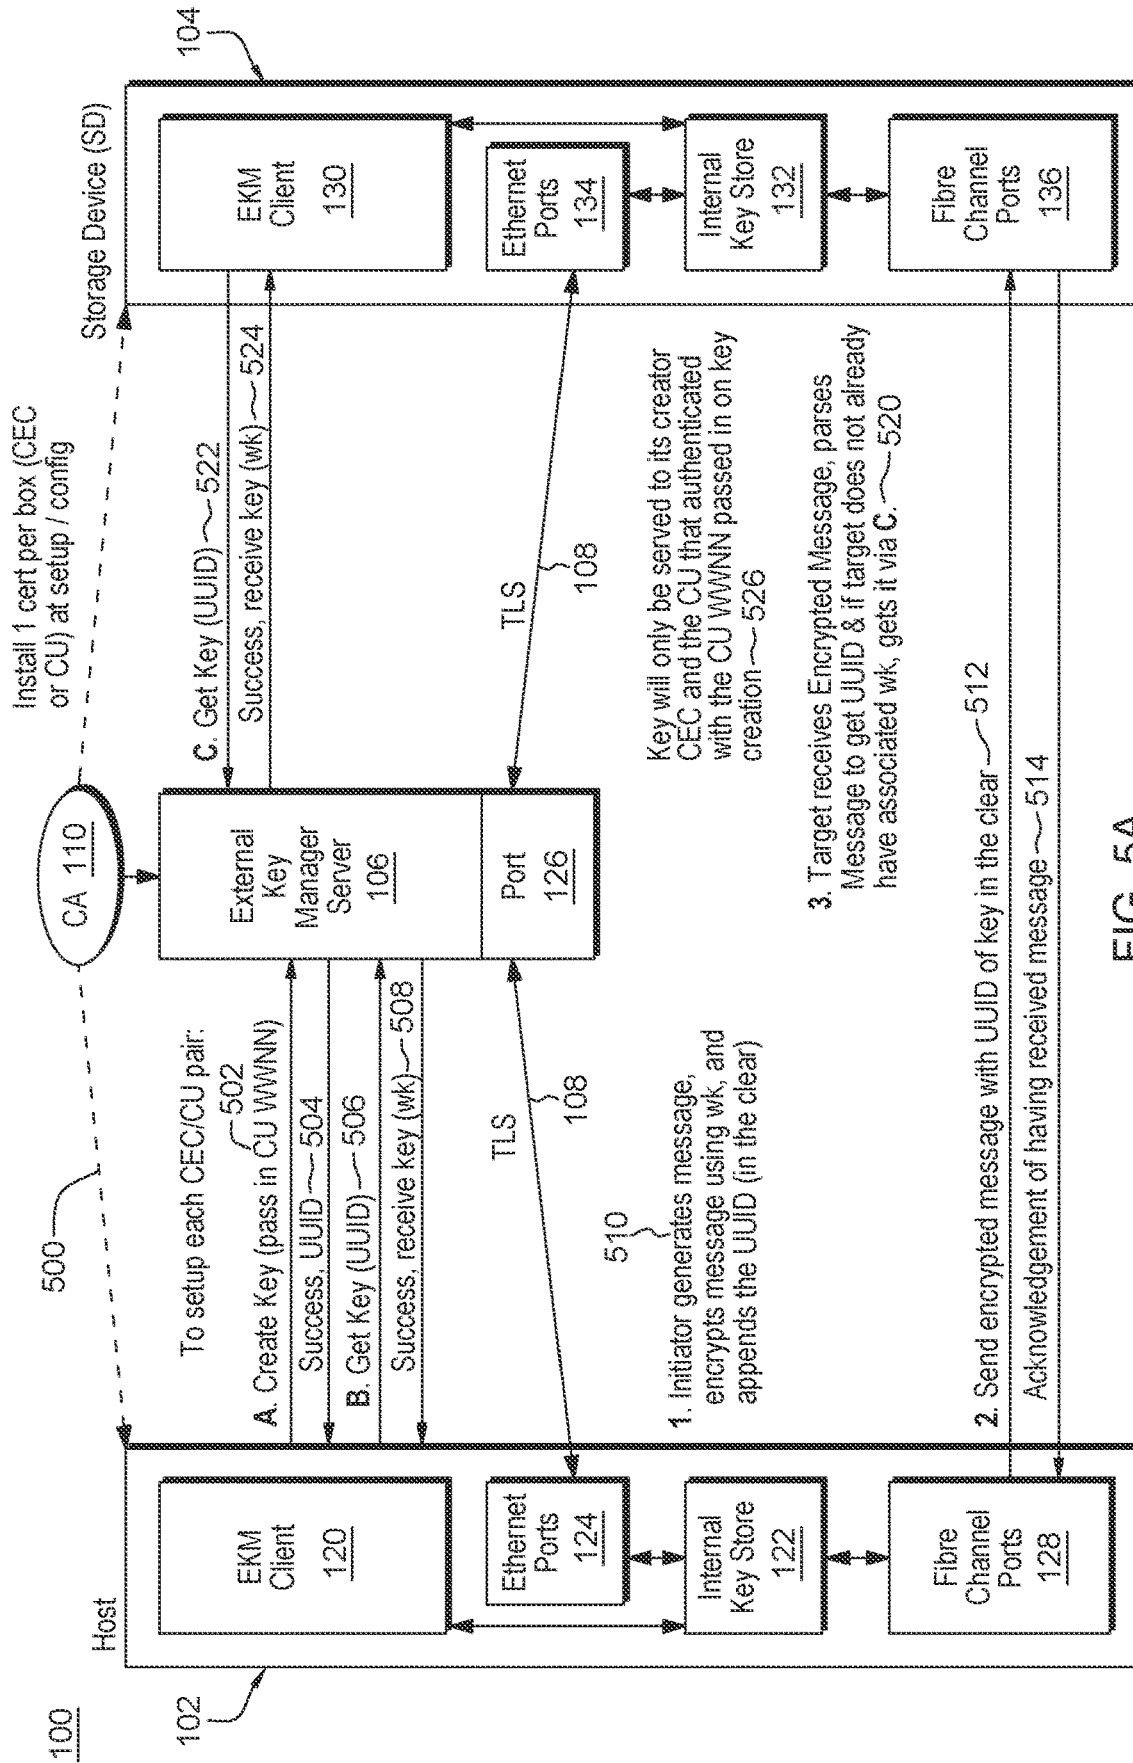 100
102
Host
EKM
Client
120
Ethernet
Ports
124
Internal
Key Store
122
Fibre
Channel
Ports
128
500
To setup each CEC/CU pair:
502
A. Create Key (pass in CU WWNN)
Success, UUID 504
B. Get Key (UUID) 506
Success, receive key (wk) 508
TLS
108
510
1. Initiator generates message,
encrypts message using wk, and
appends the UUID (in the clear)
2. Send encrypted message with UUID of key in the clear 512
Acknowledgement of having received message 514
CA 110
External
Key
Manager
Server
106
Port
126
Install 1 cert per box (CEC
or CU) at setup / config
C. Get Key (UUID) 522
Success, receive key (wk) 524
TLS
108
Key will only be served to its creator
CEC and the CU that authenticated
with the CU WWNN passed in on key
creation 526
3. Target receives Encrypted Message, parses
Message to get UUID & if target does not already
have associated wk, gets it via C. 520
Storage Device (SD)
104
EKM
Client
130
Ethernet
Ports
134
Internal
Key Store
132
Fibre
Channel
Ports
136
FIG. 5A